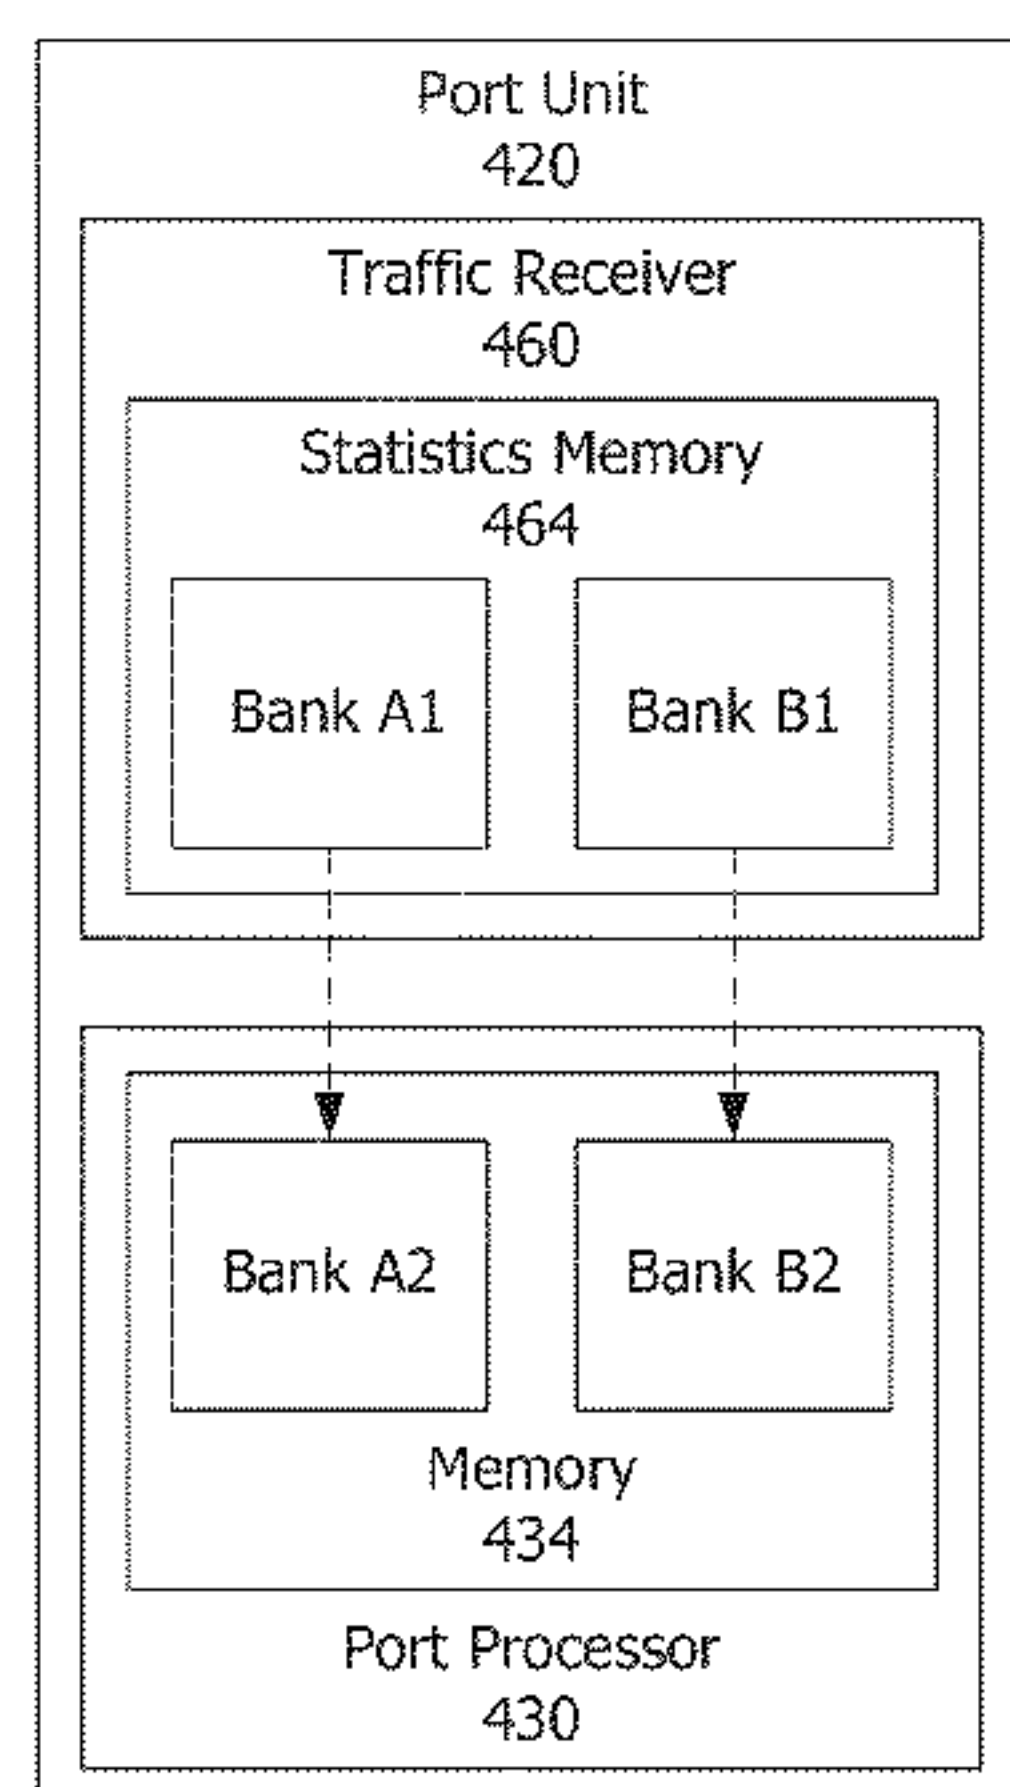 Port Unit
420
Traffic Receiver
460
Statistics Memory
464
Bank A1
Bank B1
Bank A2
Bank B2
Memory
434
Port Processor
430